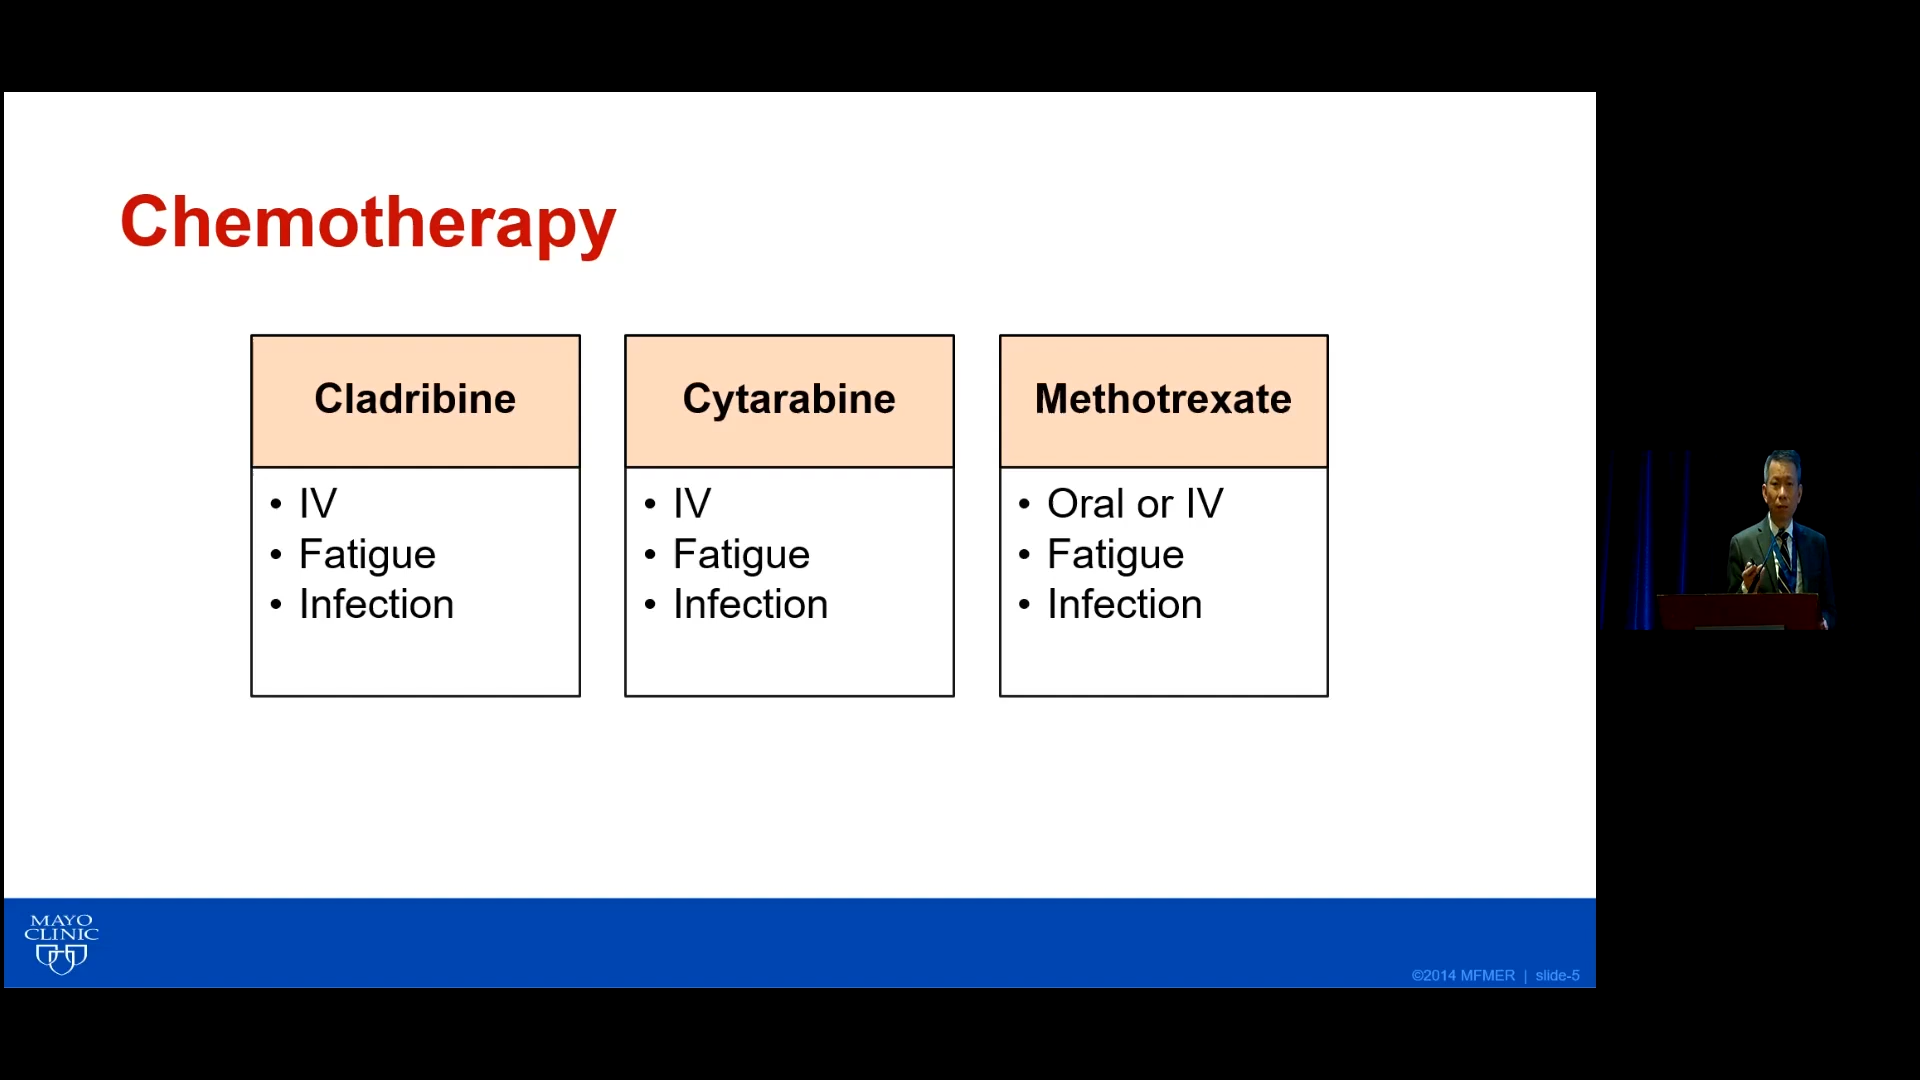 Chemotherapy
Cladribine
• IV
• Fatigue
• Infection
Cytarabine
• IV
• Fatigue
• Infection
Methotrexate
• Oral or IV
• Fatigue
• Infection
MAYO
CLINIC
©2014 MFMER | slide-5